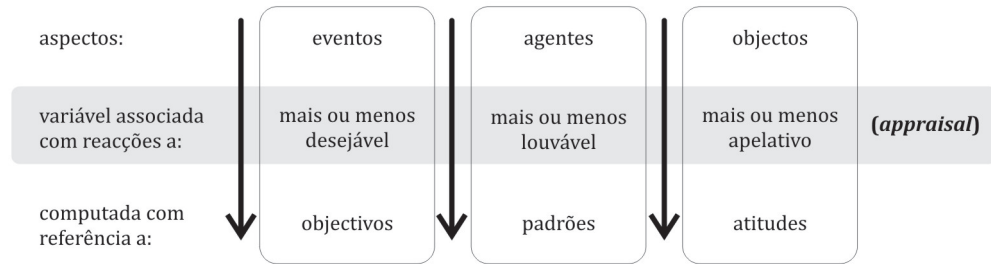 aspectos: eventos agentes objectos
variável associada
com reacções a:
mais ou menos
desejável
mais ou menos
louvável
mais ou menos
apelativo
(appraisal)
computada com
referência a:
objectivos padrões atitudes